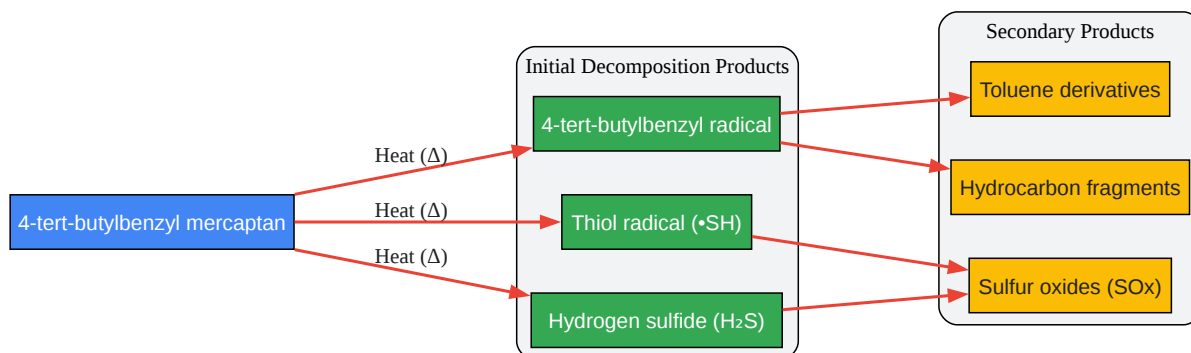 Secondary Products
Initial Decomposition Products
Toluene derivatives
4-tert-butylbenzyl radical
Heat (Δ)
Hydrocarbon fragments
4-tert-butylbenzyl mercaptan
Heat (Δ)
Thiol radical (•SH)
Heat (Δ)
Sulfur oxides (SOx)
Hydrogen sulfide (H₂S)